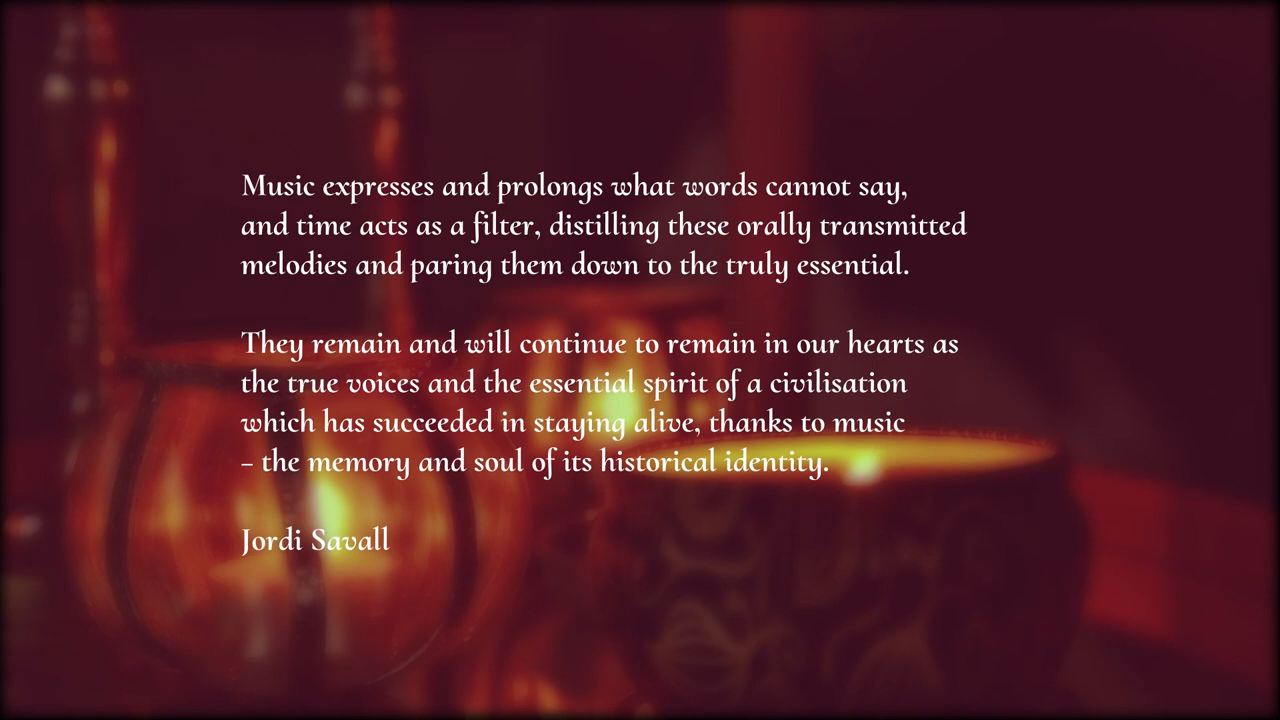 Music expresses and prolongs what words cannot say,
and time acts as a filter, distilling these orally transmitted
melodies and paring them down to the truly essential.
They remain and will continue to remain in our hearts as
the true voices and the essential spirit of a civilisation
which has succeeded in staying alive, thanks to music
– the memory and soul of its historical identity.
Jordi Savall